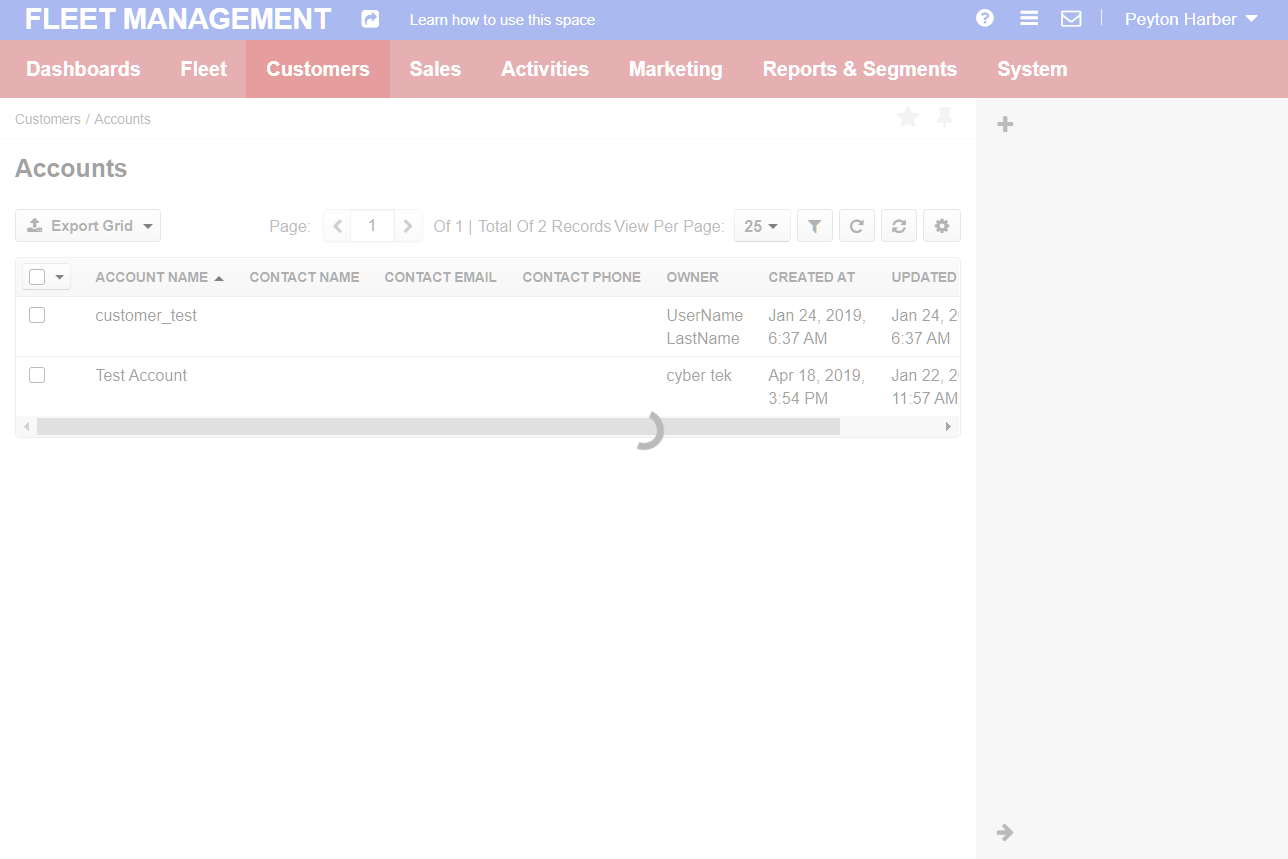 FLEET MANAGEMENT Learn how to use this space Peyton Harber
Dashboards Fleet Customers Sales Activities Marketing Reports & Segments System
Customers / Accounts
Accounts
Export Grid Page: 1 Of 1 | Total Of 2 Records View Per Page: 25
ACCOUNT NAME CONTACT NAME CONTACT EMAIL CONTACT PHONE OWNER CREATED AT UPDATED
customer_test UserName Jan 24, 2019, Jan 24, 2
LastName 6:37 AM 6:37 AM
Test Account cyber tek Apr 18, 2019, Jan 22, 2
3:54 PM 11:57 AM